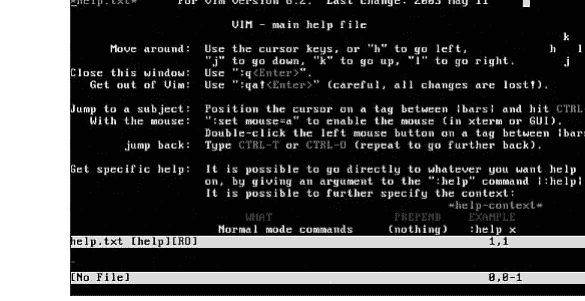 *help.txt* For Vim version 6.2. Last change: 2003 May 11
VIM - main help file
k
Move around: Use the cursor keys, or "h" to go left, h l
"j" to go down, "k" to go up, "l" to go right. j
Close this window: Use ":q<Enter>".
Get out of Vim: Use ":qa!<Enter>" (careful, all changes are lost!).
Jump to a subject: Position the cursor on a tag between |bars| and hit CTRL
With the mouse: ":set mouse=a" to enable the mouse (in xterm or GUI).
Double-click the left mouse button on a tag between |bars
jump back: Type CTRL-T or CTRL-O (repeat to go further back).
Get specific help: It is possible to go directly to whatever you want help
on, by giving an argument to the ":help" command |:help|
It is possible to further specify the context:
*help-context*
WHAT PREPEND EXAMPLE
Normal mode commands (nothing) :help x
help.txt [help][RO] 1,1
[No File] 0,0-1